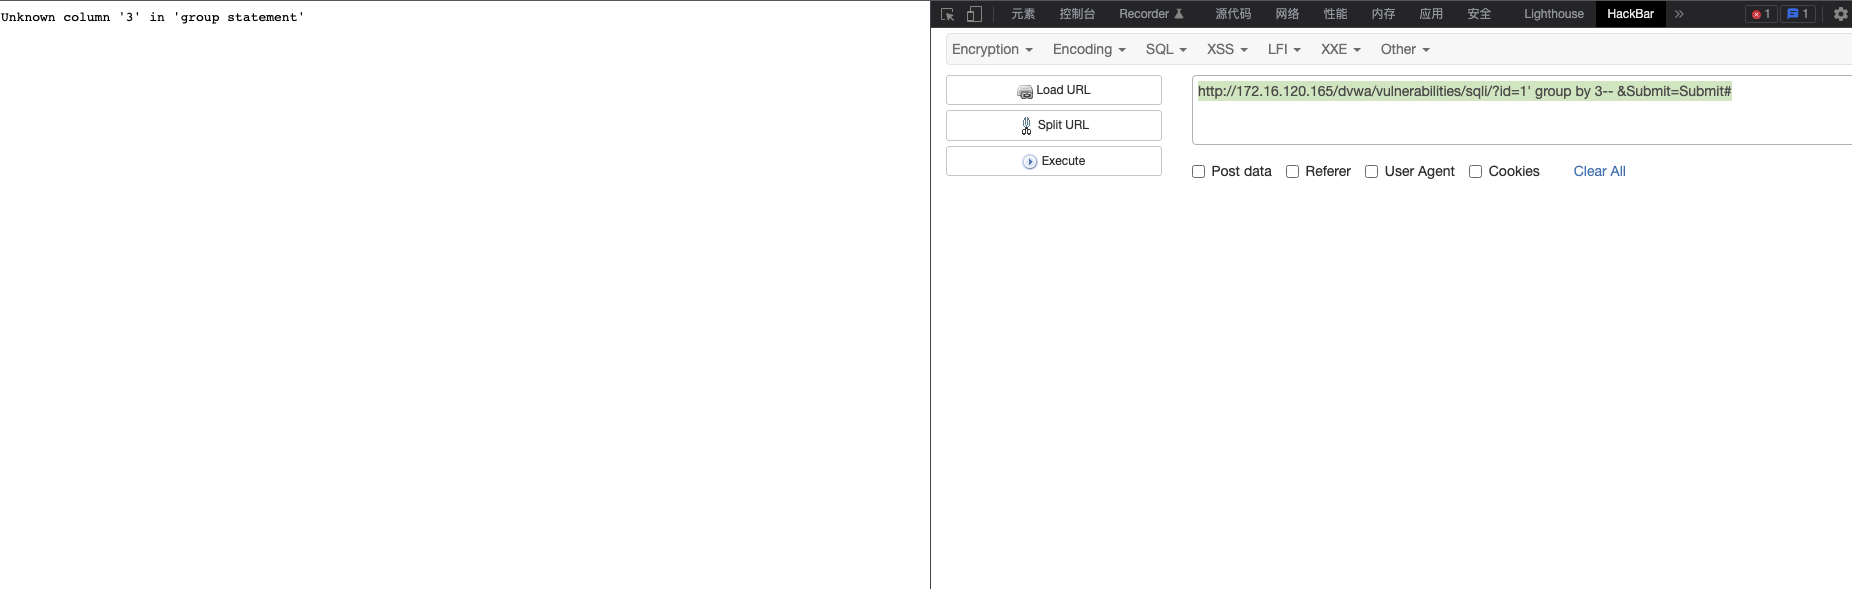 Unknown column '3' in 'group statement'
元素 控制台 Recorder 源代码 网络 性能 内存 应用 安全 Lighthouse HackBar » 1 1
Encryption Encoding SQL XSS LFI XXE Other
Load URL
Split URL
Execute
http://172.16.120.165/dvwa/vulnerabilities/sqli/?id=1' group by 3-- &Submit=Submit#
Post data Referer User Agent Cookies Clear All